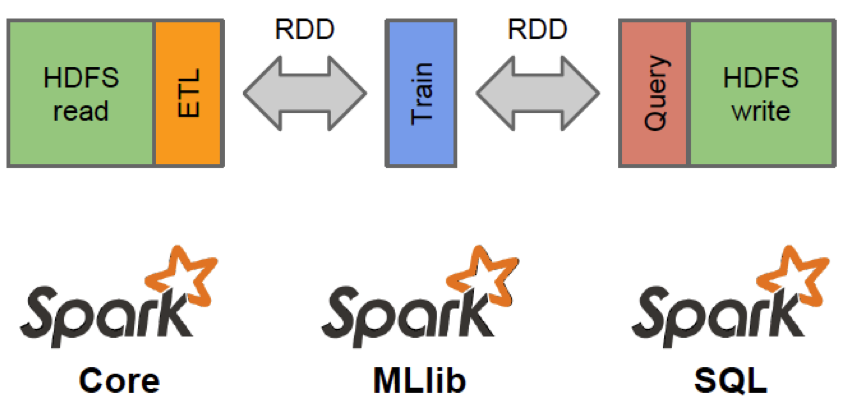 RDD
RDD
HDFS
read
ETL
Train
Query
HDFS
write
Spark
Spark
Spark
Core
MLlib
SQL